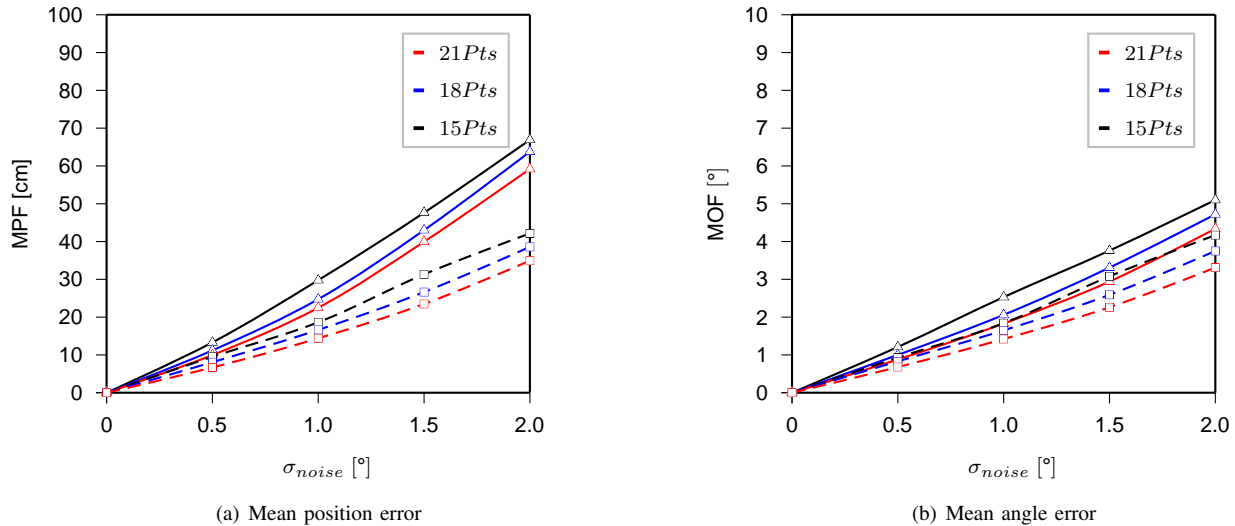 100
90
80
70
60
50
40
30
20
10
0
MPF [cm]
21Pts
18Pts
15Pts
0 0.5 1.0 1.5 2.0
σnoise [°]
(a) Mean position error
10
9
8
7
6
5
4
3
2
1
0
MOF [°]
21Pts
18Pts
15Pts
0 0.5 1.0 1.5 2.0
σnoise [°]
(b) Mean angle error